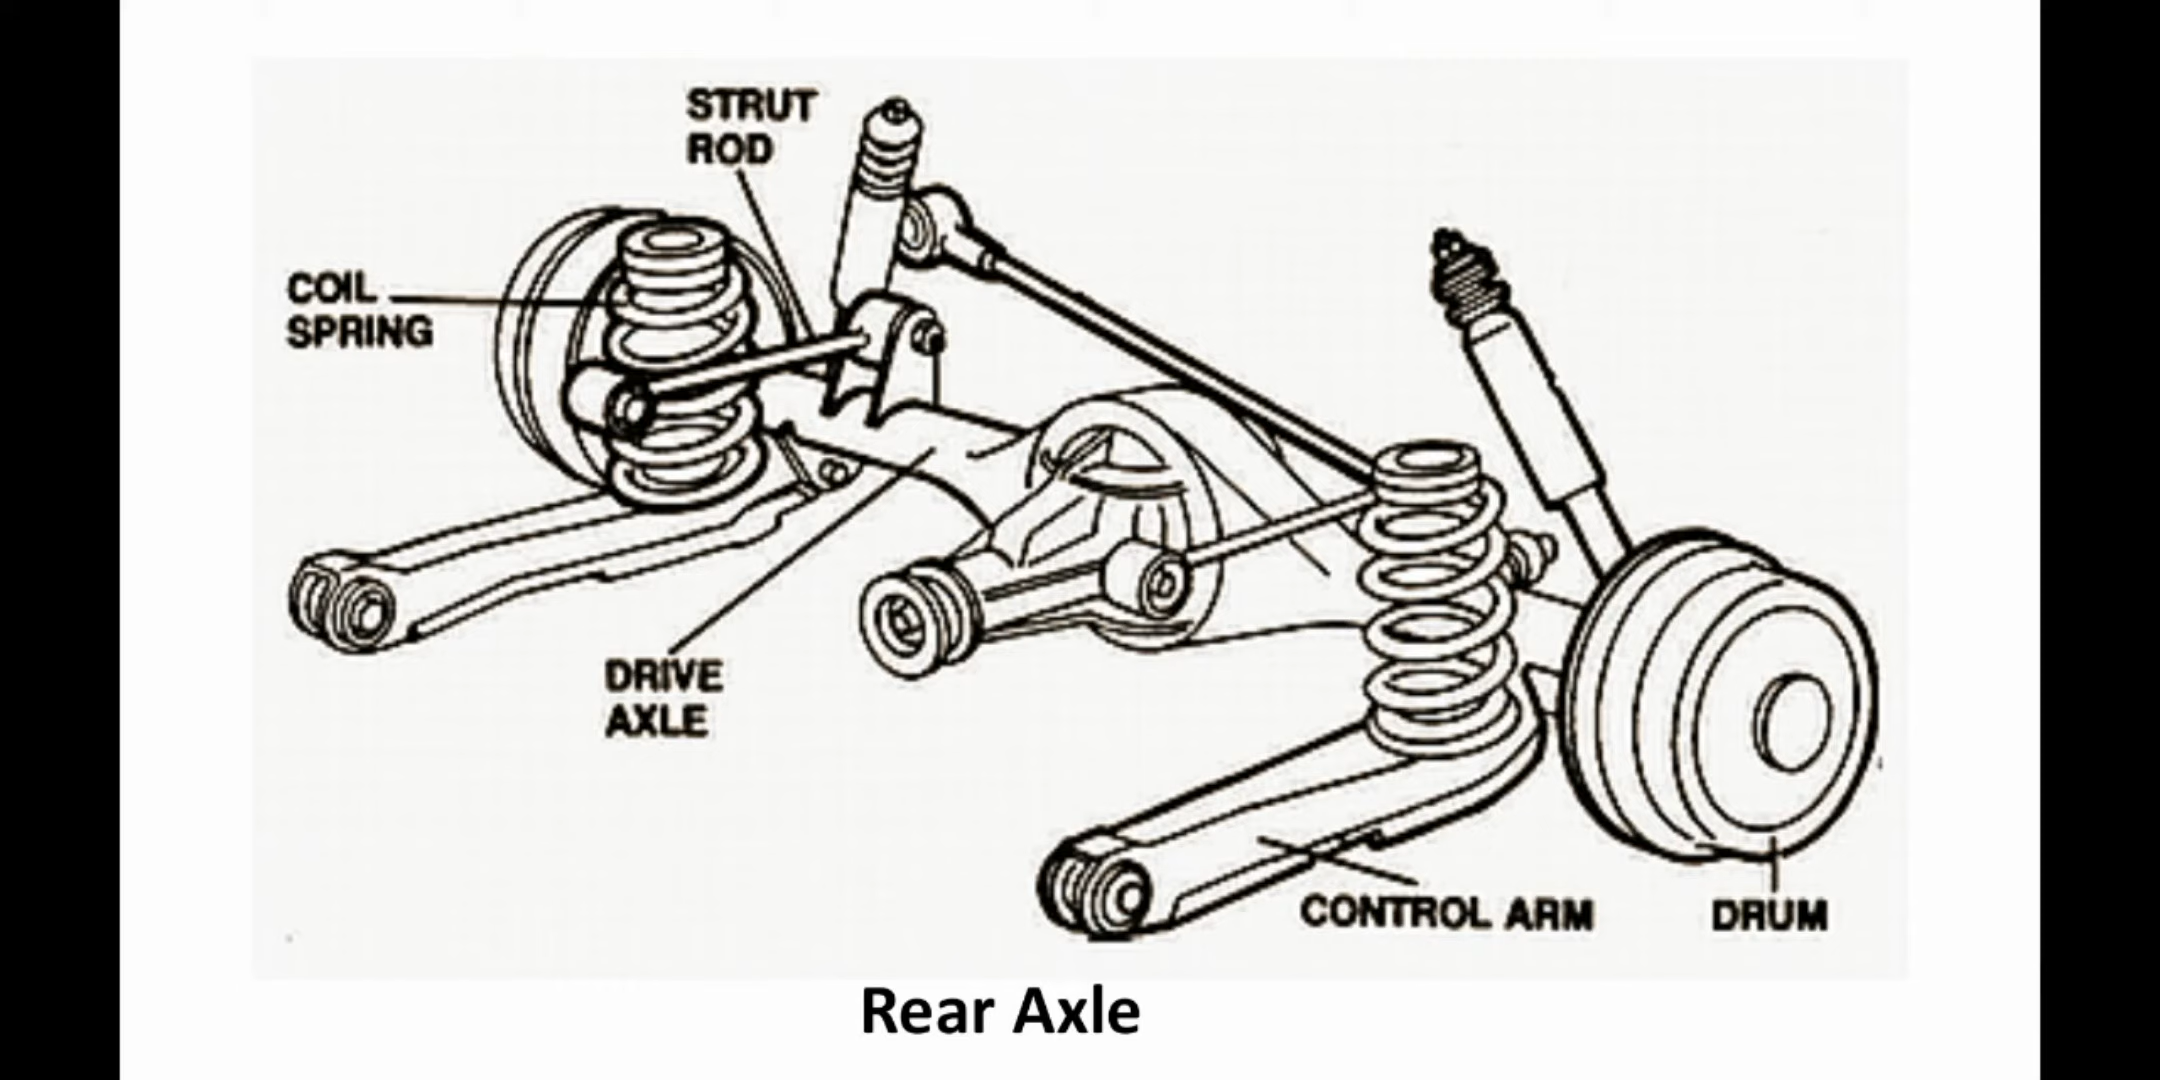 STRUT
ROD
COIL
SPRING
DRIVE
AXLE
CONTROL ARM
DRUM
Rear Axle